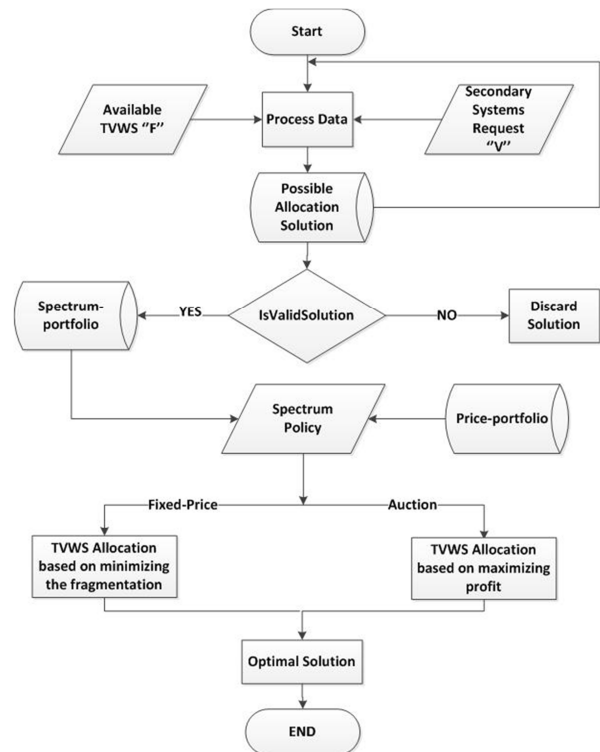 Start
Available
TVWS “F”
Process Data
Secondary
Systems
Request
“V”
Possible
Allocation
Solution
Spectrum-
portfolio
YES
IsValidSolution
NO
Discard
Solution
Spectrum
Policy
Price-portfolio
Fixed-Price
Auction
TVWS Allocation
based on minimizing
the fragmentation
TVWS Allocation
based on maximizing
profit
Optimal Solution
END